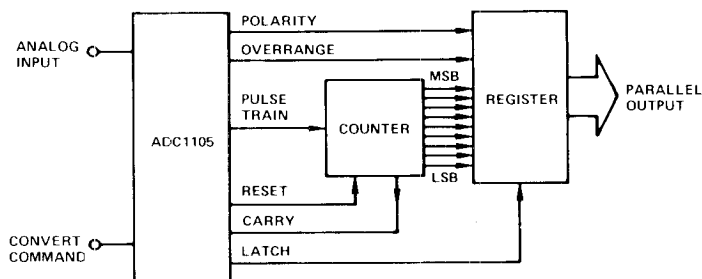 POLARITY
OVERRANGE
ANALOG
INPUT
MSB
PULSE
TRAIN
COUNTER
REGISTER
PARALLEL
OUTPUT
ADC1105
LSB
RESET
CARRY
CONVERT
COMMAND
LATCH